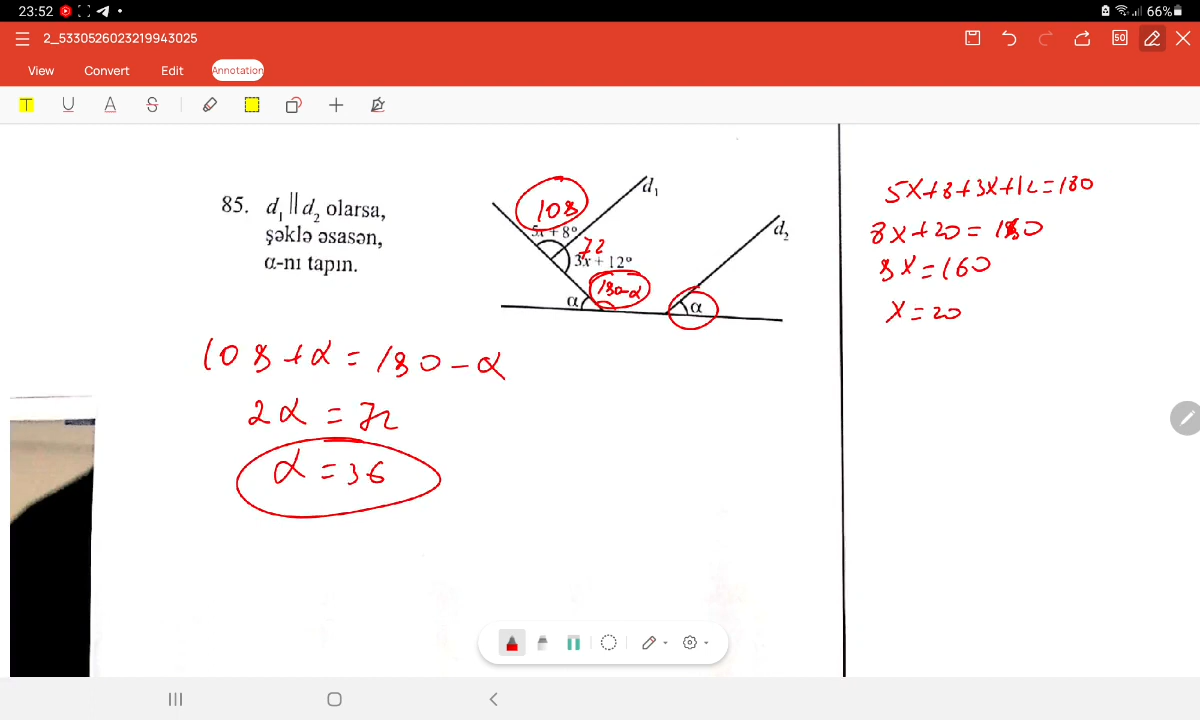 23:52 66%
2_5330526023219943025 50
View Convert Edit Annotation
T U A S
85. d₁ || d₂ olarsa,
şəklə əsasən,
α-nı tapın.
d₁
108
5x + 8°
72
3x + 12°
180-α
α
d₂
α
108+α=180-α
2α=72
α=36
5x+8+3x+12=180
8x+20=180
8x=160
x=20